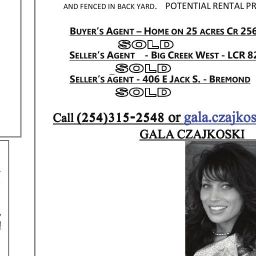 AND FENCED IN BACK YARD. POTENTIAL RENTAL PR
BUYER'S AGENT – HOME ON 25 ACRES CR 256
SOLD
SELLER'S AGENT - BIG CREEK WEST - LCR 82
SOLD
SELLER'S AGENT - 406 E JACK S. - BREMOND
SOLD
Call (254)315-2548 or gala.czajkos
GALA CZAJKOSKI